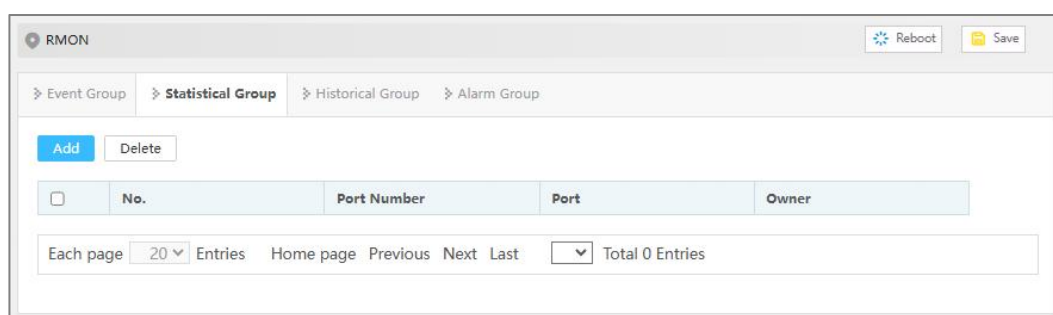 RMON Reboot Save
Event Group Statistical Group Historical Group Alarm Group
Add Delete
No. Port Number Port Owner
Each page 20 Entries Home page Previous Next Last Total 0 Entries